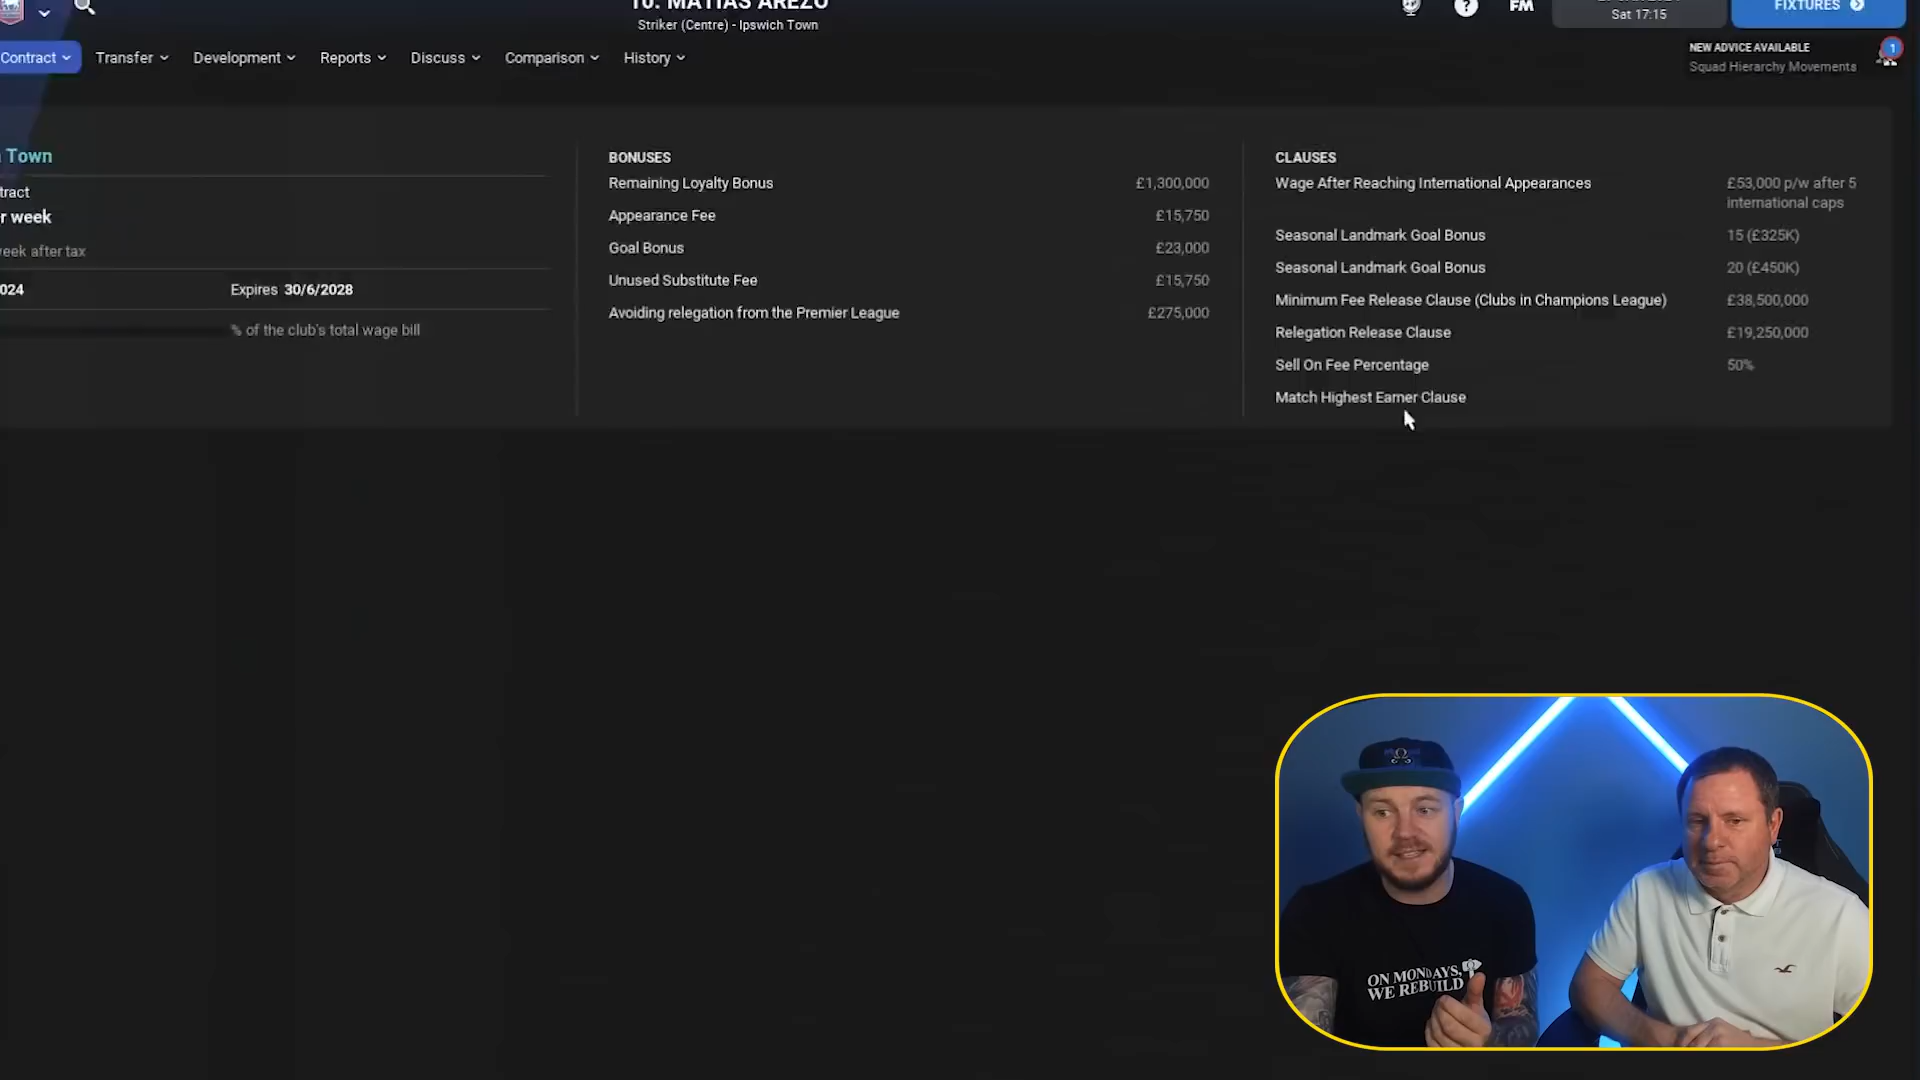 10. MATÍAS AREZO
Striker (Centre) - Ipswich Town
FM
Sat 17:15
FIXTURES
Contract
Transfer
Development
Reports
Discuss
Comparison
History
NEW ADVICE AVAILABLE
Squad Hierarchy Movements
1
Town
tract
r week
eek after tax
024
Expires 30/6/2028
% of the club's total wage bill
BONUSES
Remaining Loyalty Bonus £1,300,000
Appearance Fee £15,750
Goal Bonus £23,000
Unused Substitute Fee £15,750
Avoiding relegation from the Premier League £275,000
CLAUSES
Wage After Reaching International Appearances £53,000 p/w after 5
international caps
Seasonal Landmark Goal Bonus 15 (£325K)
Seasonal Landmark Goal Bonus 20 (£450K)
Minimum Fee Release Clause (Clubs in Champions League) £38,500,000
Relegation Release Clause £19,250,000
Sell On Fee Percentage 50%
Match Highest Earner Clause
ON MONDAYS,
WE REBUILD